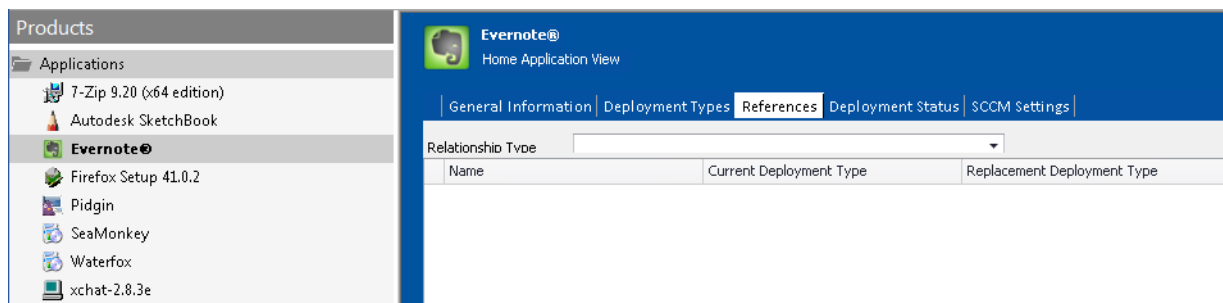 Products
Applications
7-Zip 9.20 (x64 edition)
Autodesk SketchBook
Evernote®
Firefox Setup 41.0.2
Pidgin
SeaMonkey
Waterfox
xchat-2.8.3e
Evernote®
Home Application View
General Information Deployment Types References Deployment Status SCCM Settings
Relationship Type
Name Current Deployment Type Replacement Deployment Type